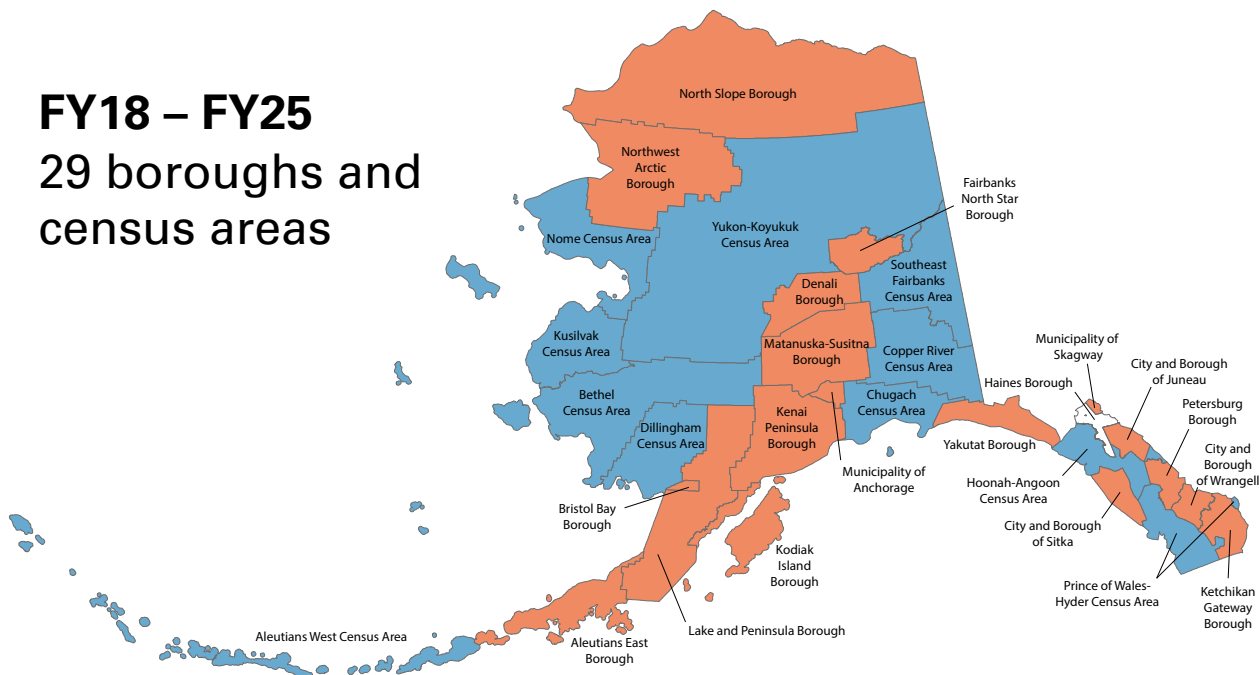 FY18 – FY25
29 boroughs and
census areas
North Slope Borough
Northwest
Arctic
Borough
Fairbanks
North Star
Borough
Nome Census Area
Yukon-Koyukuk
Census Area
Southeast
Fairbanks
Census Area
Denali
Borough
Kusilvak
Census Area
Matanuska-Susitna
Borough
Copper River
Census Area
Municipality of
Skagway
Haines Borough
City and Borough
of Juneau
Petersburg
Borough
Bethel
Census Area
Dillingham
Census Area
Kenai
Peninsula
Borough
Chugach
Census Area
Yakutat Borough
City and
Borough
of Wrangell
Municipality of
Anchorage
Hoonah-Angoon
Census Area
Bristol Bay
Borough
City and Borough
of Sitka
Kodiak
Island
Borough
Prince of Wales-
Hyder Census Area
Ketchikan
Gateway
Borough
Aleutians West Census Area
Aleutians East
Borough
Lake and Peninsula Borough